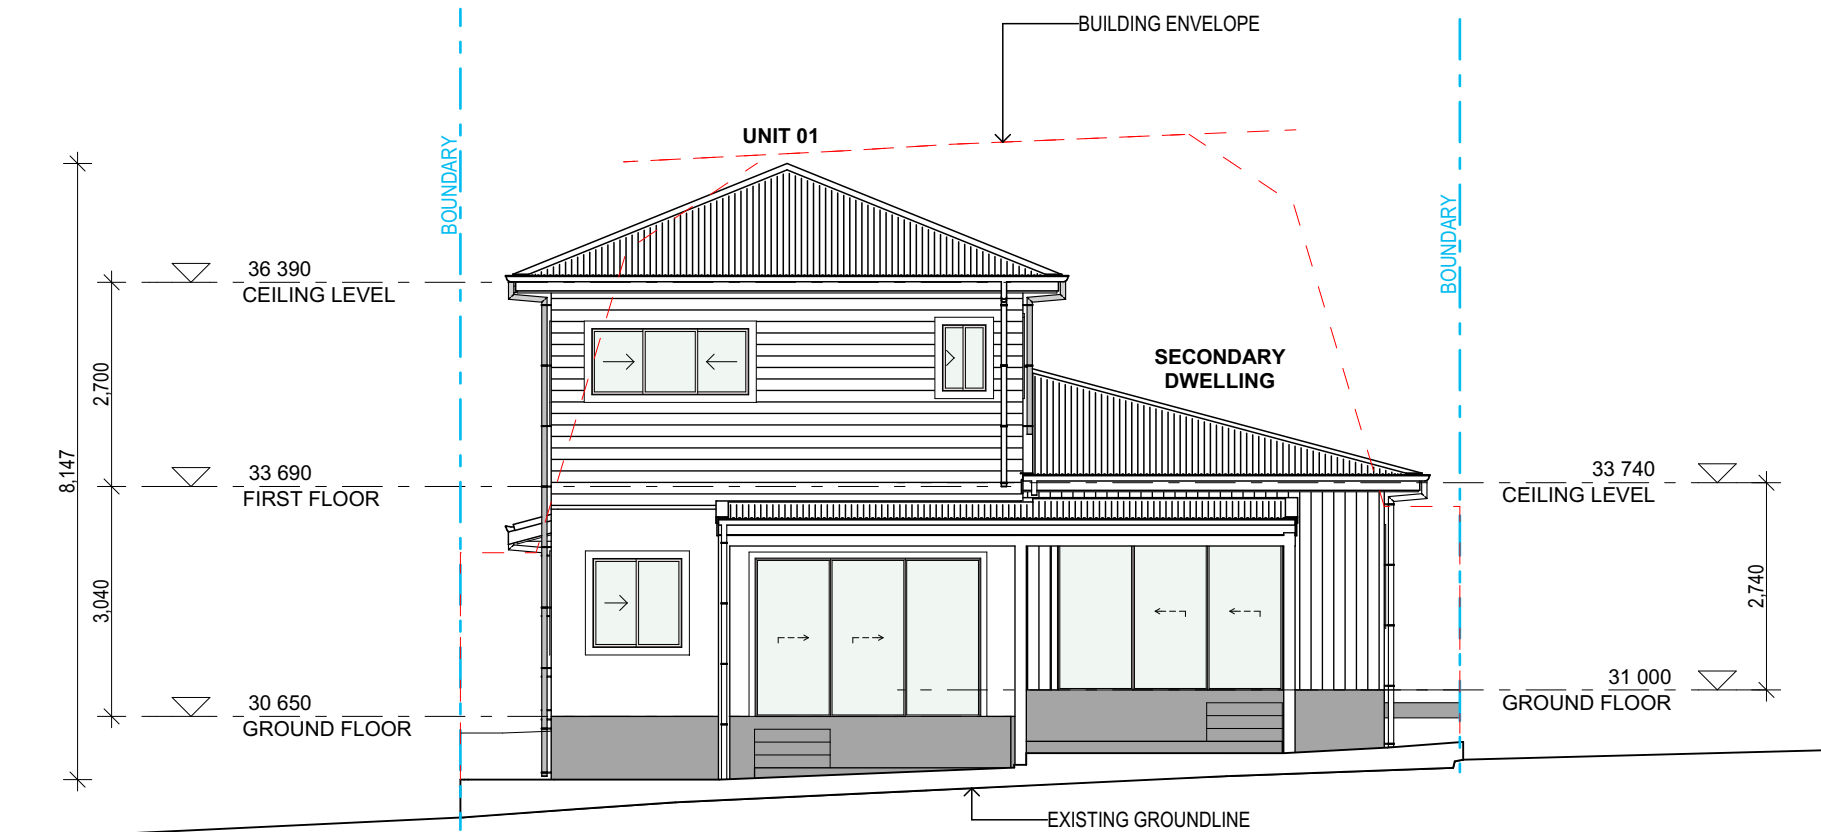 BUILDING ENVELOPE
UNIT 01
BOUNDARY
BOUNDARY
36 390
CEILING LEVEL
2,700
SECONDARY
DWELLING
8,147
33 690
FIRST FLOOR
33 740
CEILING LEVEL
3,040
2,740
30 650
GROUND FLOOR
31 000
GROUND FLOOR
EXISTING GROUNDLINE